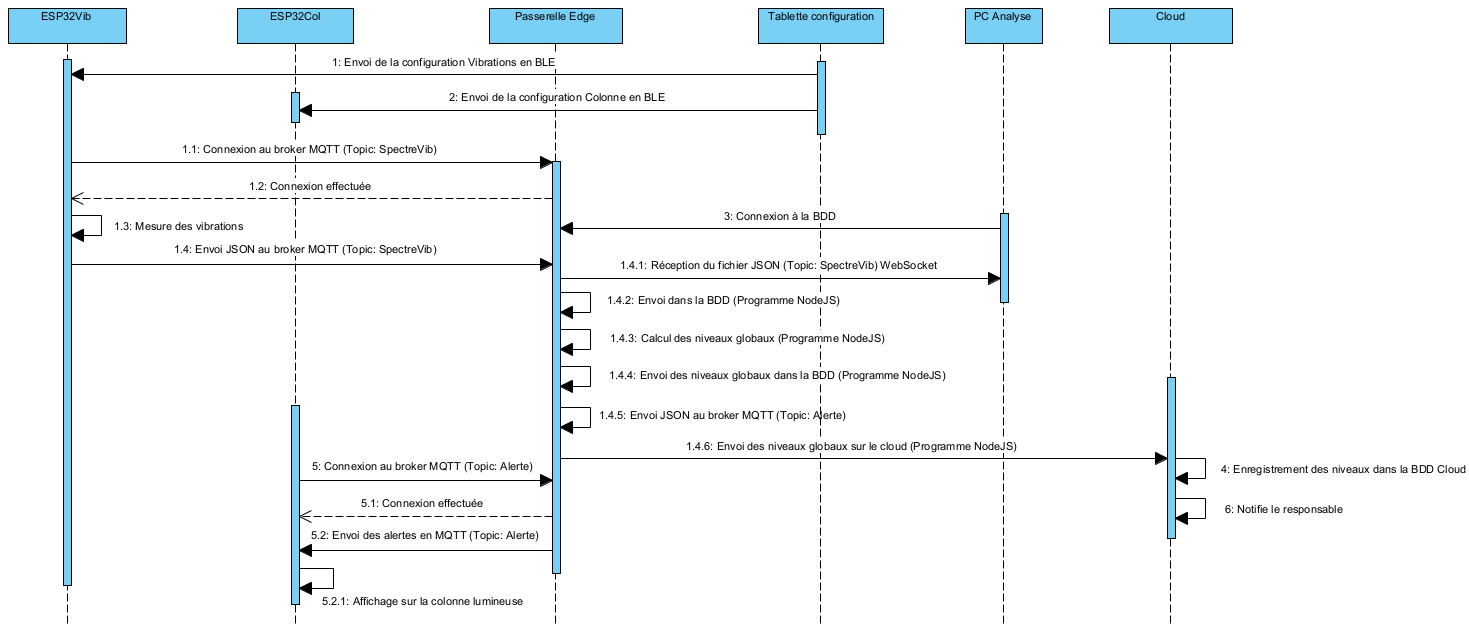 ESP32Vib
ESP32Col
Passerelle Edge
Tablette configuration
PC Analyse
Cloud
1: Envoi de la configuration Vibrations en BLE
2: Envoi de la configuration Colonne en BLE
1.1: Connexion au broker MQTT (Topic: SpectreVib)
1.2: Connexion effectuée
3: Connexion à la BDD
1.3: Mesure des vibrations
1.4: Envoi JSON au broker MQTT (Topic: SpectreVib)
1.4.1: Réception du fichier JSON (Topic: SpectreVib) WebSocket
1.4.2: Envoi dans la BDD (Programme NodeJS)
1.4.3: Calcul des niveaux globaux (Programme NodeJS)
1.4.4: Envoi des niveaux globaux dans la BDD (Programme NodeJS)
1.4.5: Envoi JSON au broker MQTT (Topic: Alerte)
1.4.6: Envoi des niveaux globaux sur le cloud (Programme NodeJS)
5: Connexion au broker MQTT (Topic: Alerte)
4: Enregistrement des niveaux dans la BDD Cloud
5.1: Connexion effectuée
6: Notifie le responsable
5.2: Envoi des alertes en MQTT (Topic: Alerte)
5.2.1: Affichage sur la colonne lumineuse